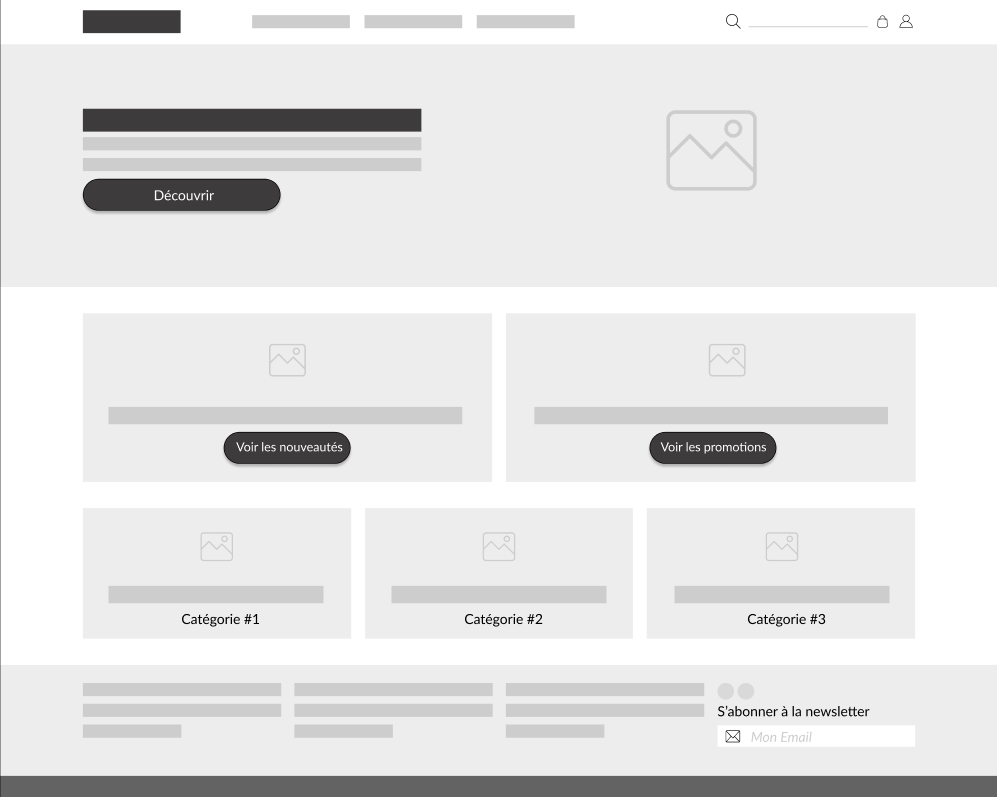 Découvrir
Voir les nouveautés
Voir les promotions
Catégorie #1
Catégorie #2
Catégorie #3
S'abonner à la newsletter
Mon Email